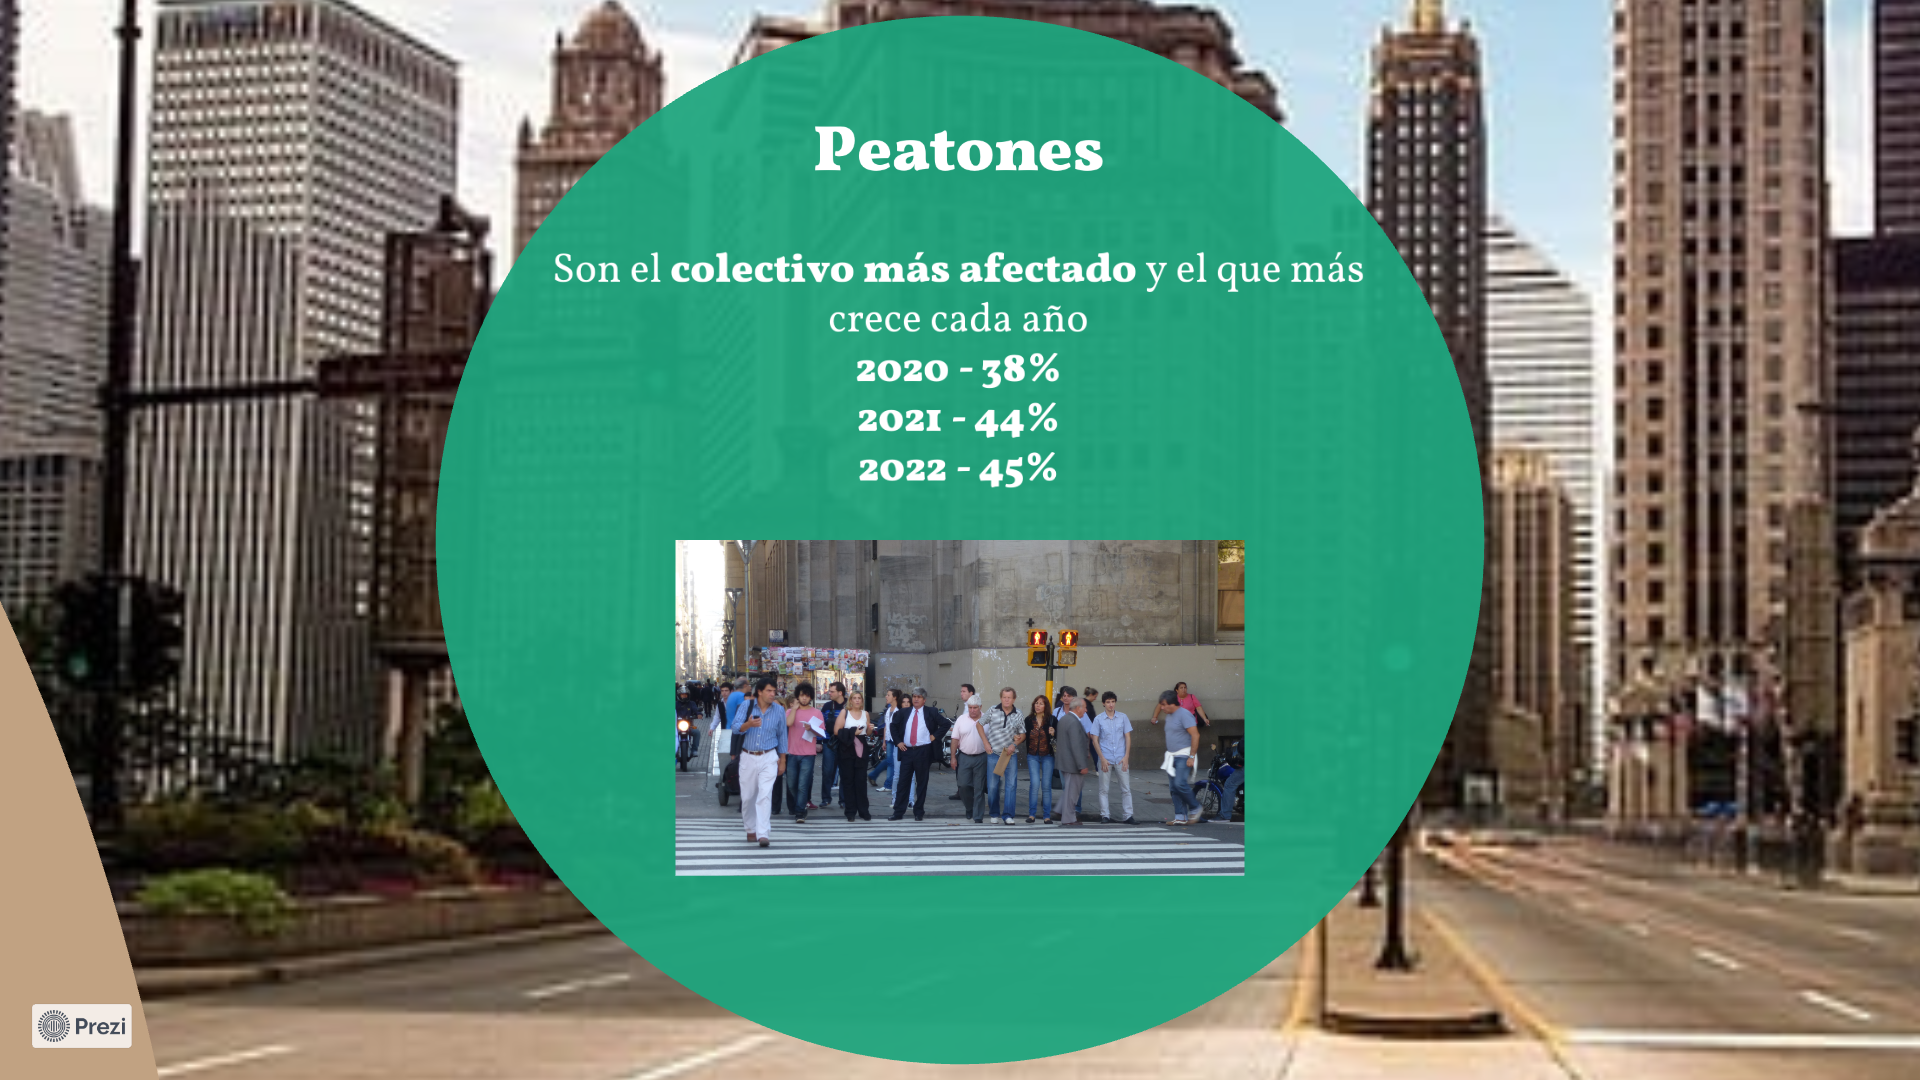 Peatones
Son el colectivo más afectado y el que más
crece cada año
2020 - 38%
2021 - 44%
2022 - 45%
Prezi